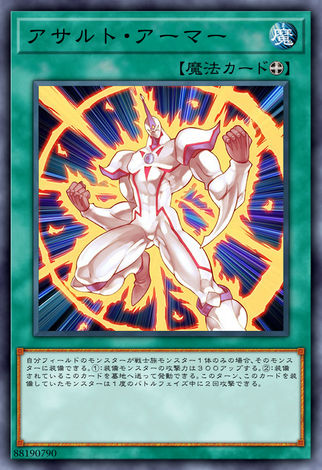 アサルト・アーマー
魔
【魔法カード】
自分フィールドのモンスターが戦士族モンスター１体のみの場合、そのモンス
ターに装備できる。①：装備モンスターの攻撃力は３００アップする。②：装備
されているこのカードを墓地へ送って発動できる。このターン、このカードを装
備していたモンスターは１度のバトルフェイズ中に２回攻撃できる。
88190790